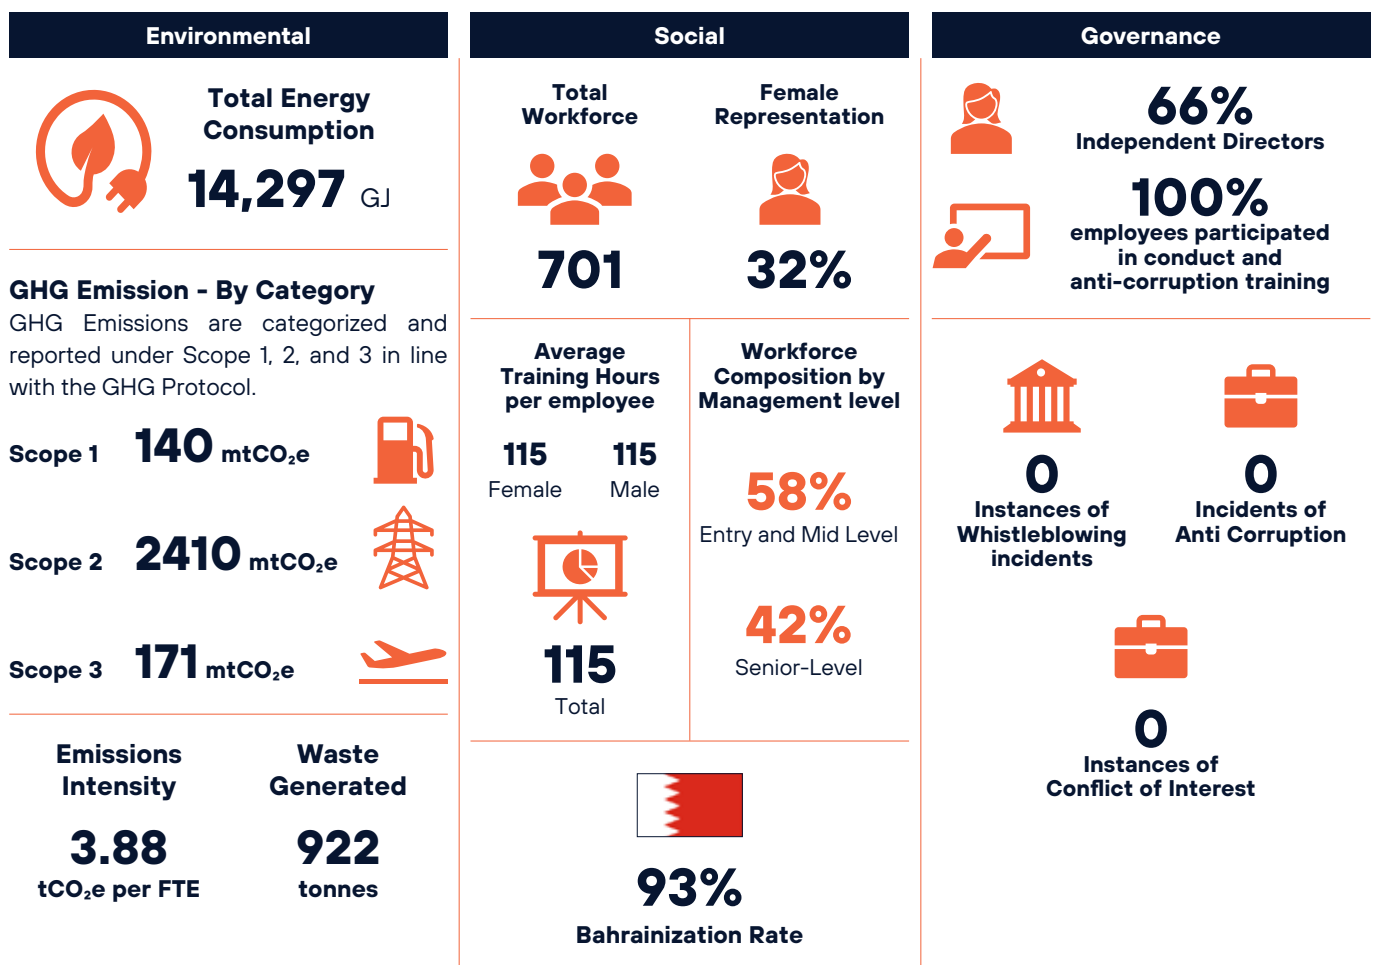 Environmental
Total Energy
Consumption
14,297 GJ
GHG Emission - By Category
GHG Emissions are categorized and
reported under Scope 1, 2, and 3 in line
with the GHG Protocol.
Scope 1 140 mtCO₂e
Scope 2 2410 mtCO₂e
Scope 3 171 mtCO₂e
Emissions
Intensity
3.88
tCO₂e per FTE
Waste
Generated
922
tonnes
Social
Total
Workforce
701
Female
Representation
32%
Average
Training Hours
per employee
115
Female
115
Male
115
Total
Workforce
Composition by
Management level
58%
Entry and Mid Level
42%
Senior-Level
93%
Bahrainization Rate
Governance
66%
Independent Directors
100%
employees participated
in conduct and
anti-corruption training
0
Instances of
Whistleblowing
incidents
0
Incidents of
Anti Corruption
0
Instances of
Conflict of Interest